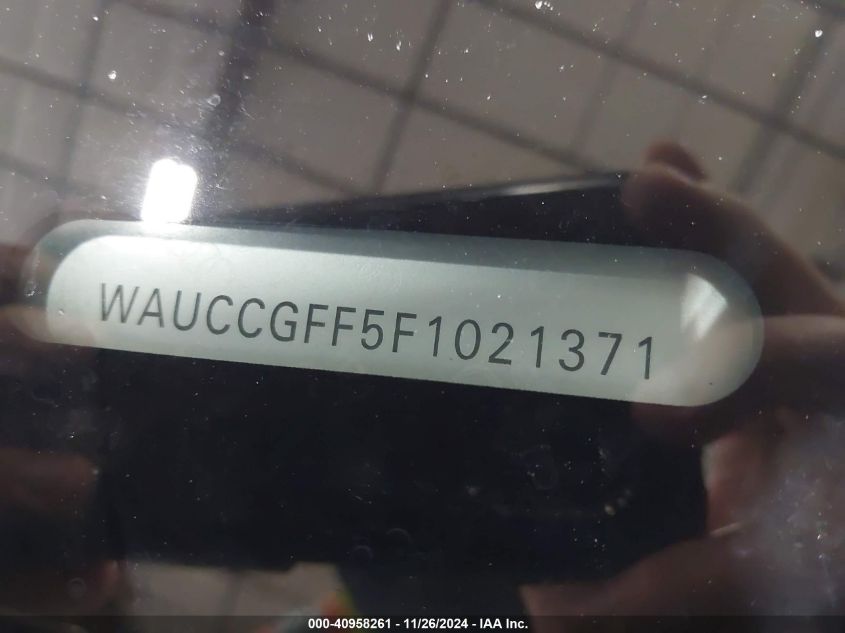 WAUCCGFF5F1021371
000-40958261 - 11/26/2024 - IAA Inc.